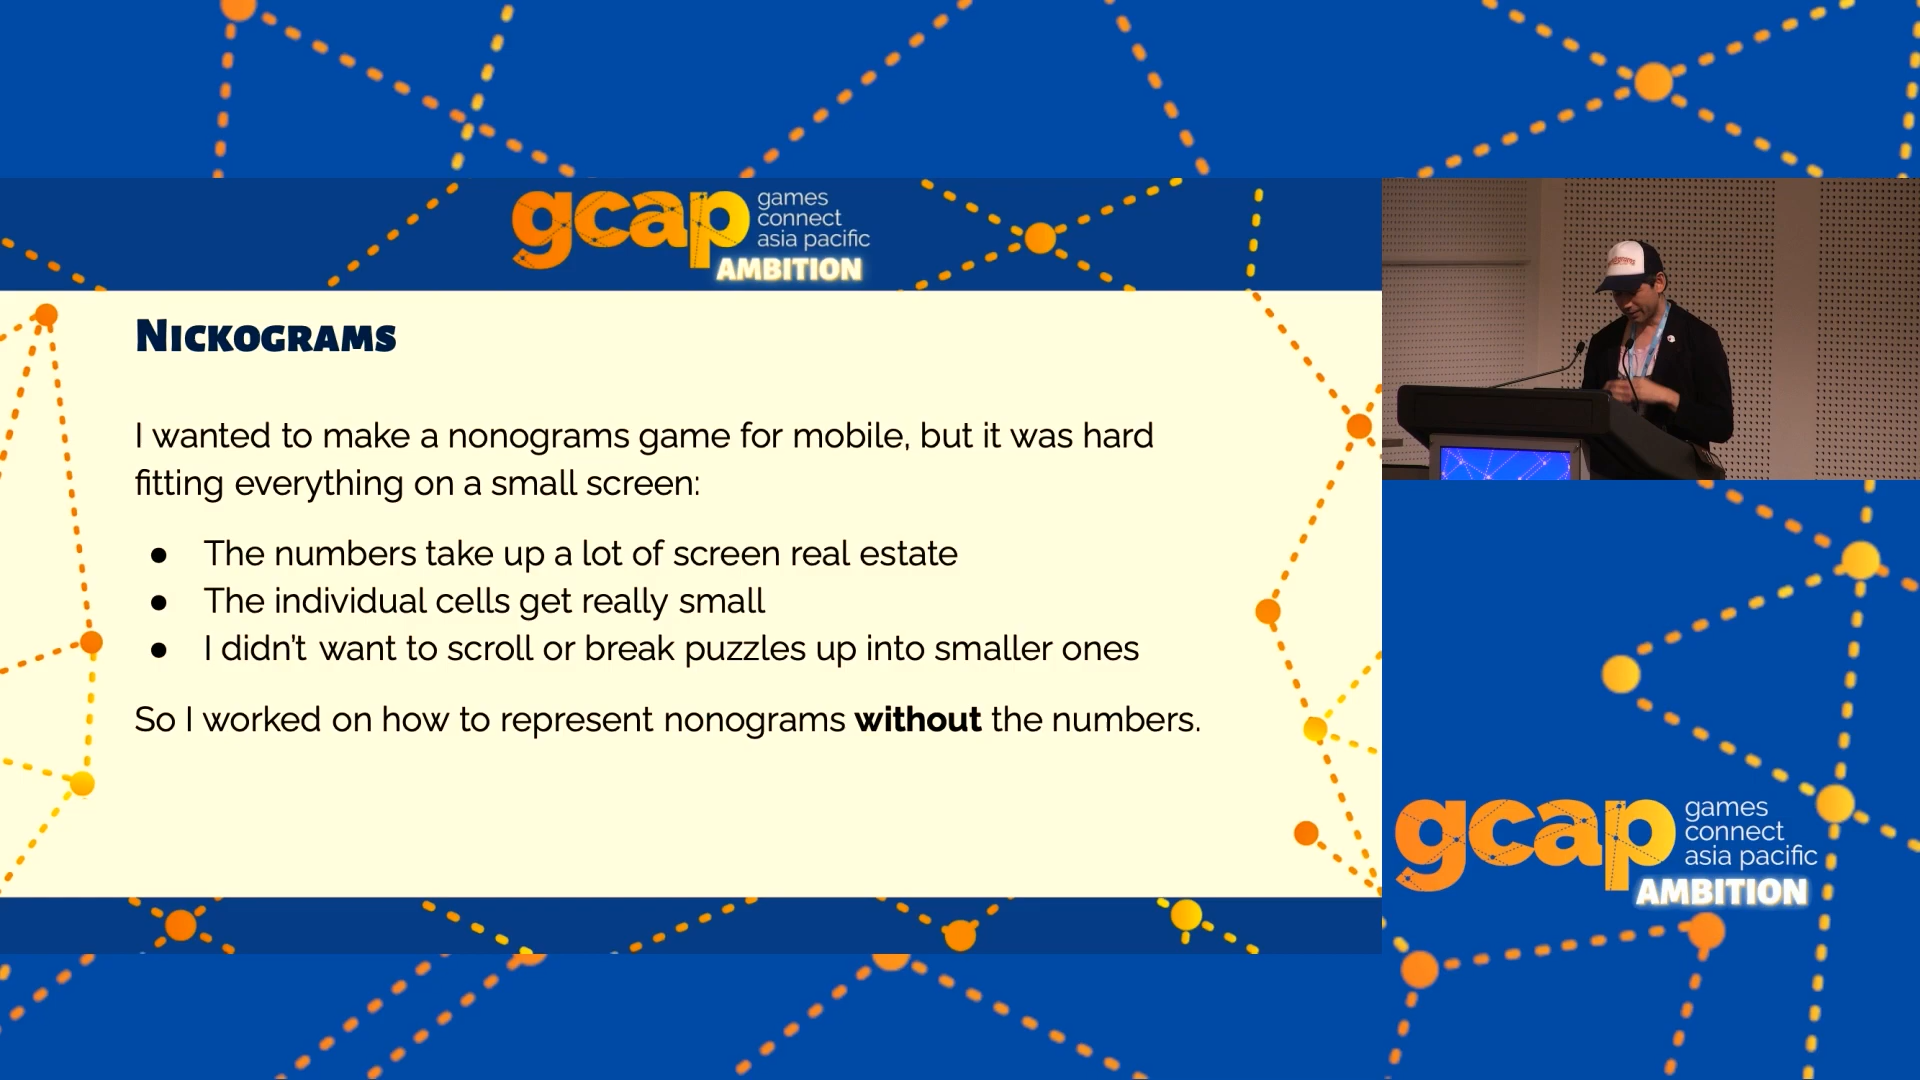 gcap games connect asia pacific
AMBITION
NICKOGRAMS
I wanted to make a nonograms game for mobile, but it was hard
fitting everything on a small screen:
● The numbers take up a lot of screen real estate
● The individual cells get really small
● I didn't want to scroll or break puzzles up into smaller ones
So I worked on how to represent nonograms without the numbers.
gcap games connect asia pacific
AMBITION